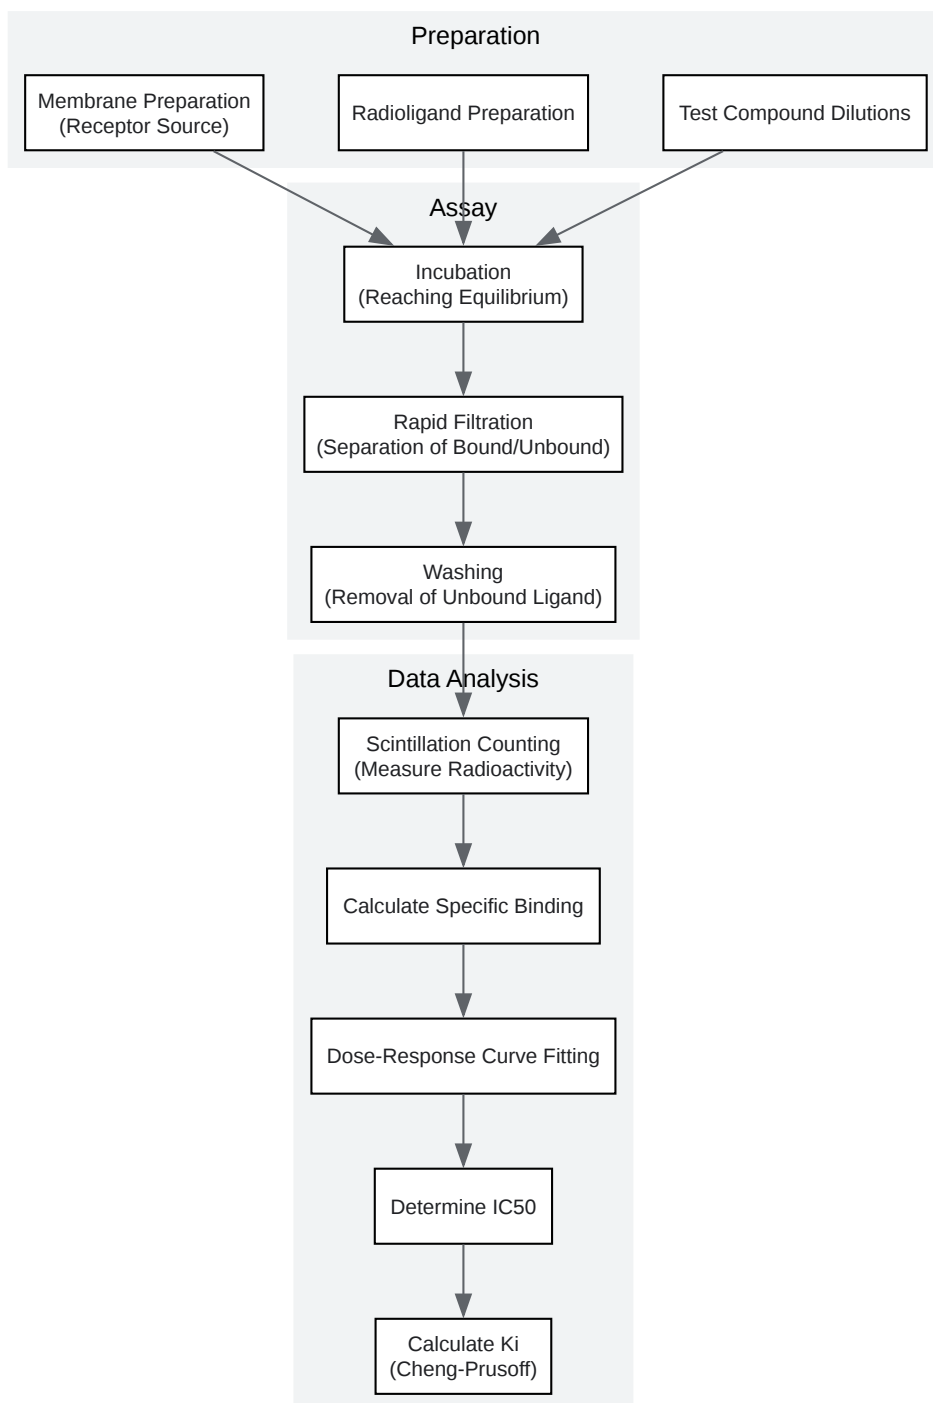 Preparation
Membrane Preparation
(Receptor Source)
Radioligand Preparation
Test Compound Dilutions
Assay
Incubation
(Reaching Equilibrium)
Rapid Filtration
(Separation of Bound/Unbound)
Washing
(Removal of Unbound Ligand)
Data Analysis
Scintillation Counting
(Measure Radioactivity)
Calculate Specific Binding
Dose-Response Curve Fitting
Determine IC50
Calculate Ki
(Cheng-Prusoff)